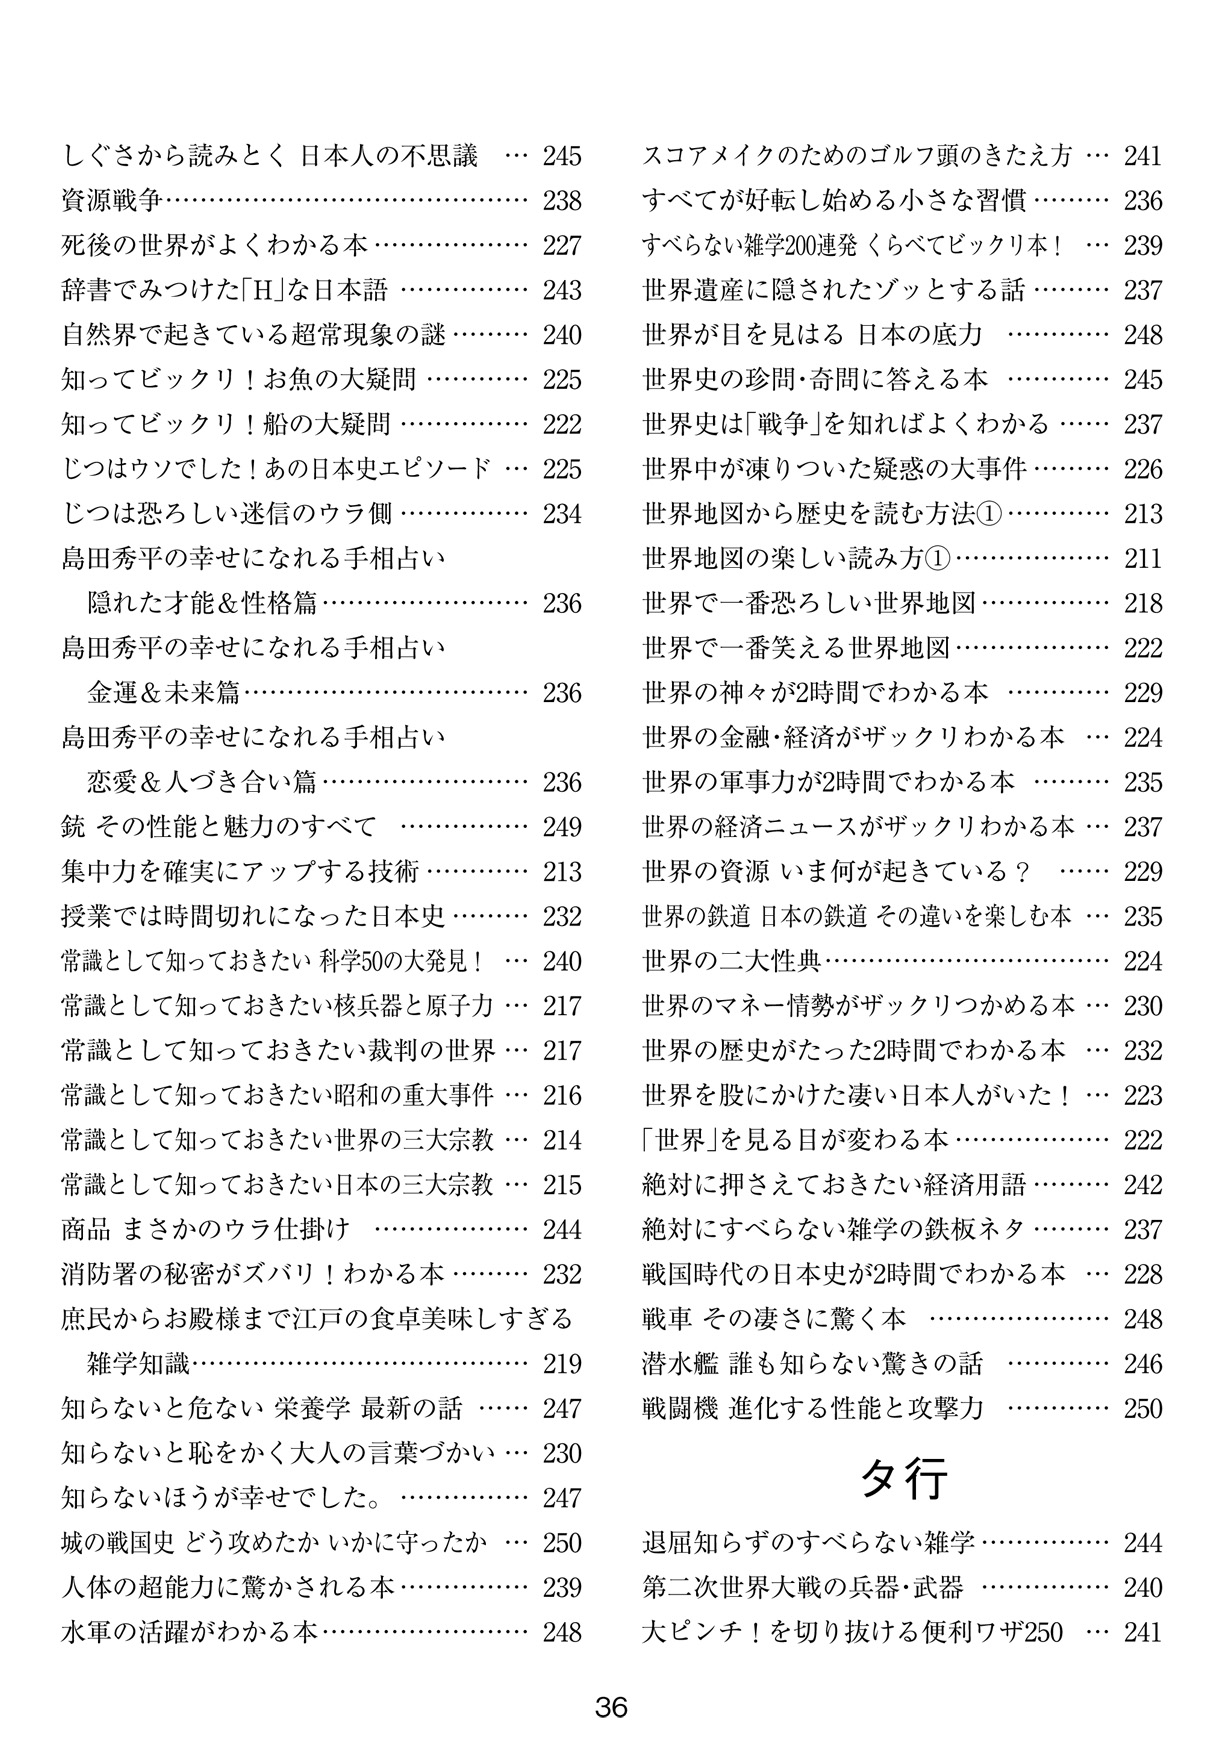 しぐさから読みとく 日本人の不思議 … 245
資源戦争…………………………………… 238
死後の世界がよくわかる本……………… 227
辞書でみつけた「H」な日本語 …………… 243
自然界で起きている超常現象の謎……… 240
知ってビックリ！お魚の大疑問………… 225
知ってビックリ！船の大疑問…………… 222
じつはウソでした！あの日本史エピソード … 225
じつは恐ろしい迷信のウラ側…………… 234
島田秀平の幸せになれる手相占い
隠れた才能＆性格篇…………………… 236
島田秀平の幸せになれる手相占い
金運＆未来篇…………………………… 236
島田秀平の幸せになれる手相占い
恋愛＆人づき合い篇…………………… 236
銃 その性能と魅力のすべて …………… 249
集中力を確実にアップする技術………… 213
授業では時間切れになった日本史……… 232
常識として知っておきたい 科学50の大発見！ … 240
常識として知っておきたい核兵器と原子力 … 217
常識として知っておきたい裁判の世界 … 217
常識として知っておきたい昭和の重大事件 … 216
常識として知っておきたい世界の三大宗教 … 214
常識として知っておきたい日本の三大宗教 … 215
商品 まさかのウラ仕掛け ……………… 244
消防署の秘密がズバリ！わかる本……… 232
庶民からお殿様まで江戸の食卓美味しすぎる
雑学知識………………………………… 219
知らないと危ない 栄養学 最新の話 …… 247
知らないと恥をかく大人の言葉づかい … 230
知らないほうが幸せでした。…………… 247
城の戦国史 どう攻めたか いかに守ったか … 250
人体の超能力に驚かされる本…………… 239
水軍の活躍がわかる本…………………… 248
スコアメイクのためのゴルフ頭のきたえ方 … 241
すべてが好転し始める小さな習慣……… 236
すべらない雑学200連発 くらべてビックリ本！ … 239
世界遺産に隠されたゾッとする話……… 237
世界が目を見はる 日本の底力 ………… 248
世界史の珍問・奇問に答える本 ………… 245
世界史は「戦争」を知ればよくわかる…… 237
世界中が凍りついた疑惑の大事件……… 226
世界地図から歴史を読む方法①………… 213
世界地図の楽しい読み方①……………… 211
世界で一番恐ろしい世界地図…………… 218
世界で一番笑える世界地図……………… 222
世界の神々が2時間でわかる本 ………… 229
世界の金融・経済がザックリわかる本 … 224
世界の軍事力が2時間でわかる本 ……… 235
世界の経済ニュースがザックリわかる本 … 237
世界の資源 いま何が起きている？ …… 229
世界の鉄道 日本の鉄道 その違いを楽しむ本 … 235
世界の二大性典…………………………… 224
世界のマネー情勢がザックリつかめる本 … 230
世界の歴史がたった2時間でわかる本 … 232
世界を股にかけた凄い日本人がいた！ … 223
「世界」を見る目が変わる本……………… 222
絶対に押さえておきたい経済用語……… 242
絶対にすべらない雑学の鉄板ネタ……… 237
戦国時代の日本史が2時間でわかる本 … 228
戦車 その凄さに驚く本 ………………… 248
潜水艦 誰も知らない驚きの話 ………… 246
戦闘機 進化する性能と攻撃力 ………… 250
タ行
退屈知らずのすべらない雑学…………… 244
第二次世界大戦の兵器・武器 …………… 240
大ピンチ！を切り抜ける便利ワザ250 … 241
36